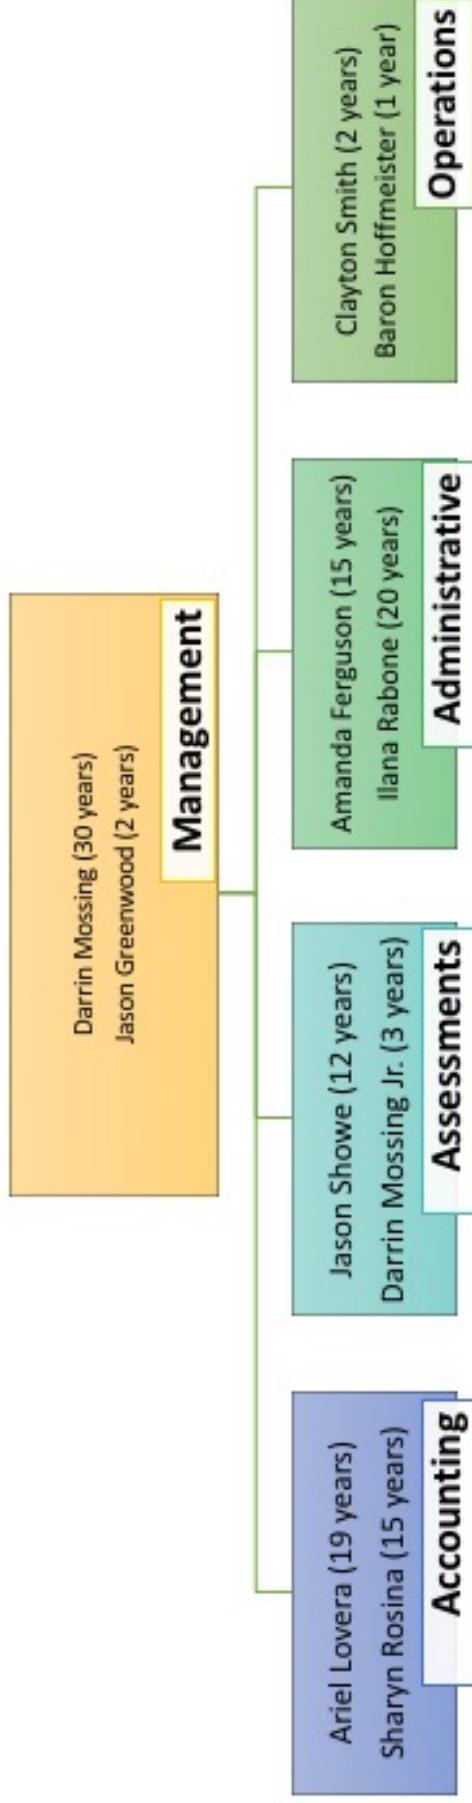 Darrin Mossing (30 years)
Jason Greenwood (2 years)
Management
Ariel Lovera (19 years)
Sharyn Rosina (15 years)
Accounting
Jason Showe (12 years)
Darrin Mossing Jr. (3 years)
Assessments
Amanda Ferguson (15 years)
Ilana Rabone (20 years)
Administrative
Clayton Smith (2 years)
Baron Hoffmeister (1 year)
Operations